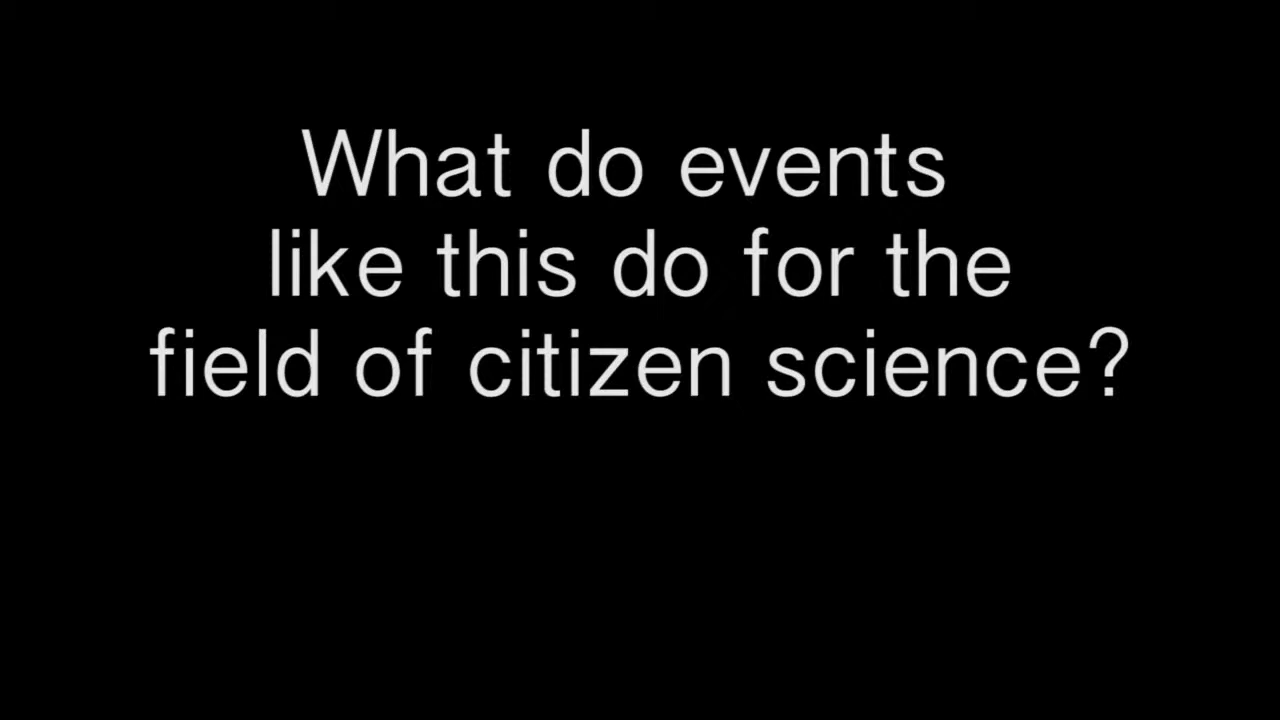 What do events
like this do for the
field of citizen science?